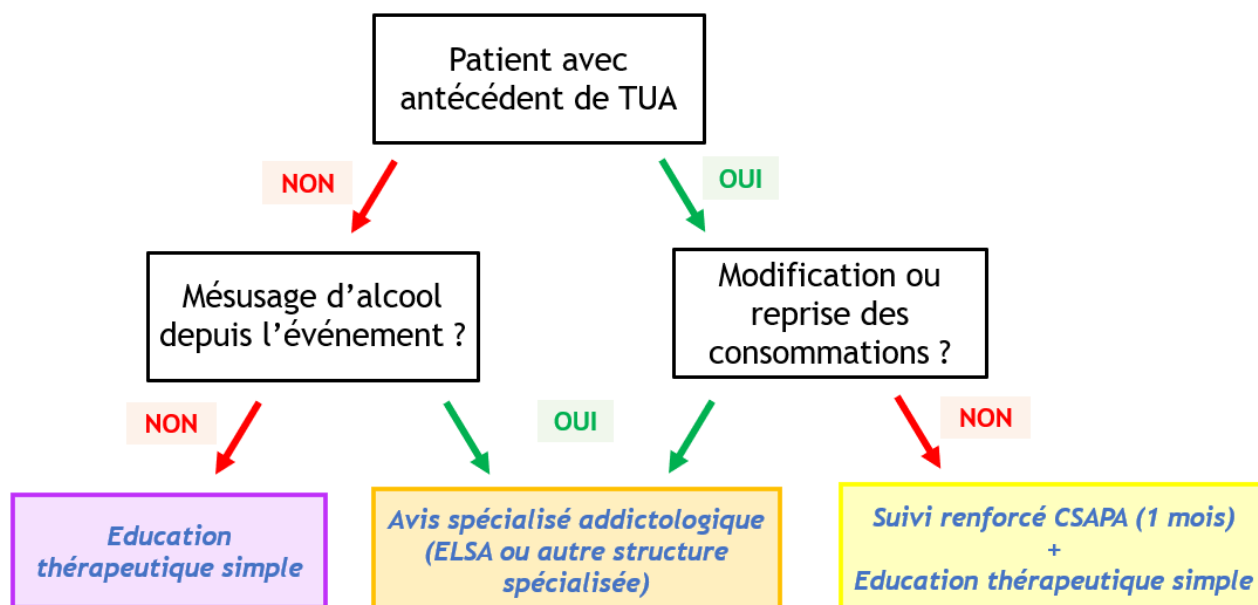 Patient avec
antécédent de TUA
NON
OUI
Mésusage d'alcool
depuis l'événement ?
Modification ou
reprise des
consommations ?
NON
OUI
NON
Education
thérapeutique simple
Avis spécialisé addictologique
(ELSA ou autre structure
spécialisée)
Suivi renforcé CSAPA (1 mois)
+
Education thérapeutique simple